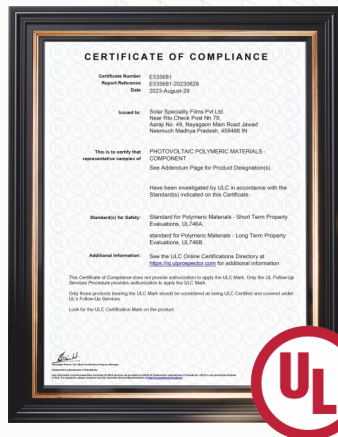 CERTIFICATE OF COMPLIANCE
Certificate Number E535681
Report Reference E535681-20230828
Date 2023-August-29
Issued to: Solar Speciality Films Pvt Ltd.
Near Rto Check Post Nh 79,
Aaraji No. 49, Nayagaon Main Road Jawad
Neemuch Madhya Pradesh, 458468 IN
This is to certify that PHOTOVOLTAIC POLYMERIC MATERIALS -
representative samples of COMPONENT
See Addendum Page for Product Designation(s).
Have been investigated by ULC in accordance with the
Standard(s) indicated on this Certificate.
Standard(s) for Safety: Standard for Polymeric Materials - Short Term Property
Evaluations, UL746A.
standard for Polymeric Materials - Long Term Property
Evaluations, UL746B.
Additional Information: See the ULC Online Certifications Directory at
https://iq.ulprospector.com for additional information
This Certificate of Compliance does not provide authorization to apply the ULC Mark. Only the UL Follow-Up
Services Procedure provides authorization to apply the ULC Mark.
Only those products bearing the ULC Mark should be considered as being ULC Certified and covered under
UL's Follow-Up Services.
Look for the ULC Certification Mark on the product.
UL